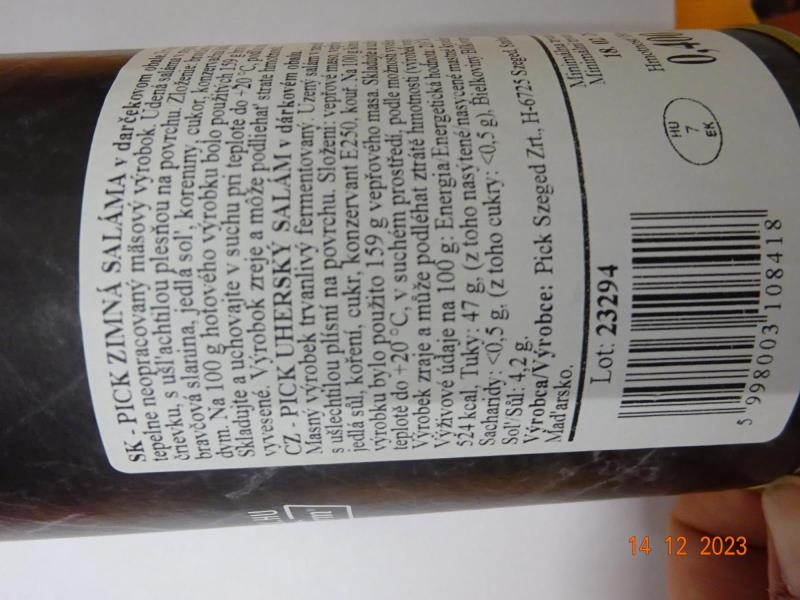 SK - PICK ZIMNÁ SALÁMA v darčekovom obale
tepelne neopracovaný mäsový výrobok. Údená saláma v
črievku, s ušľachtilou plesňou na povrchu. Zloženie:
bravčová slanina, jedlá soľ, koreniny, cukor,
dym. Na 100 g hotového výrobku bolo použitých 159 g
Skladujte a uchovajte v suchu pri teplote do +20 °C,
vyvesené. Výrobok zreje a môže podliehať strate hmotnosti.
CZ - PICK UHERSKÝ SALÁM v dárkovém obalu
Masný výrobek trvanlivý fermentovaný. Uzený salám
s ušlechtilou plísní na povrchu. Složení: vepřové maso,
jedlá sůl, koření, cukr, konzervant E250, kouř. Na 100 g
výrobku bylo použito 159 g vepřového masa. Skladujte
teplotě do +20 °C, v suchem prostředí, podle možnosti
Výrobek zraje a může podléhat ztrátě hmotnosti
Výživové údaje na 100 g: Energia/Energetická hodnota:
524 kcal, Tuky: 47 g, (z toho nasýtené/nasycené mastné
Sacharidy: <0,5 g, (z toho cukry: <0,5 g), Bielkoviny/
Soľ/Sůl: 4,2 g.
Výrobca/Výrobce: Pick Szeged Zrt., H-6725 Szeged
Maďarsko.
Lot: 23294
5 998003 108418
HU
7
EK
0,400
HU
14 12 2023